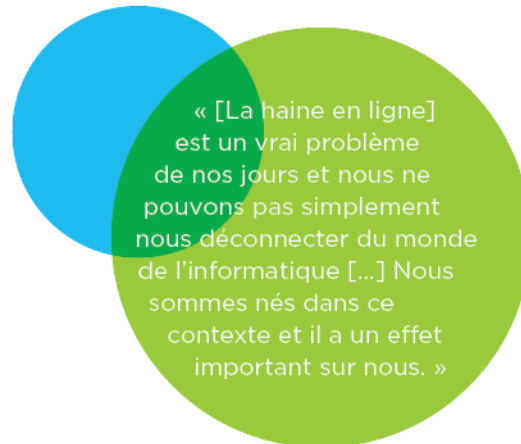 « [La haine en ligne]
est un vrai problème
de nos jours et nous ne
pouvons pas simplement
nous déconnecter du monde
de l’informatique [...] Nous
sommes nés dans ce
contexte et il a un effet
important sur nous. »